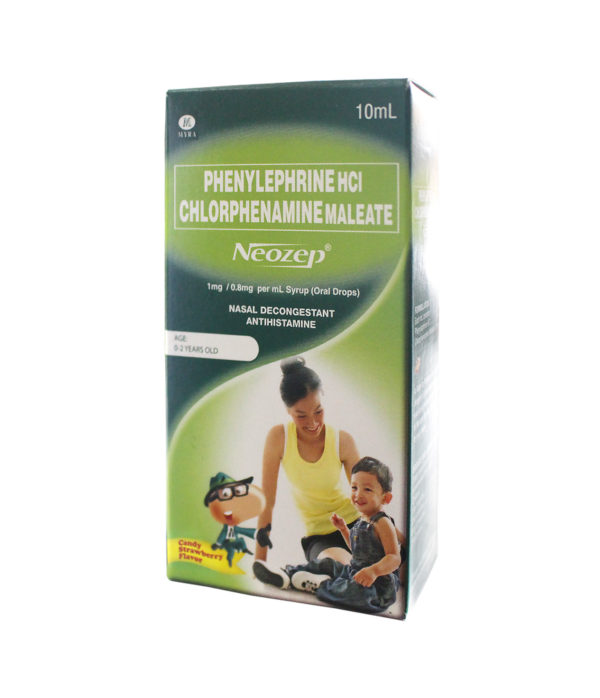 10mL
MYRA
PHENYLEPHRINE HCl
CHLORPHENAMINE MALEATE
Neozep®
1mg / 0.8mg per mL Syrup (Oral Drops)
NASAL DECONGESTANT
ANTIHISTAMINE
AGE:
0-2 YEARS OLD
Candy
Strawberry
Flavor